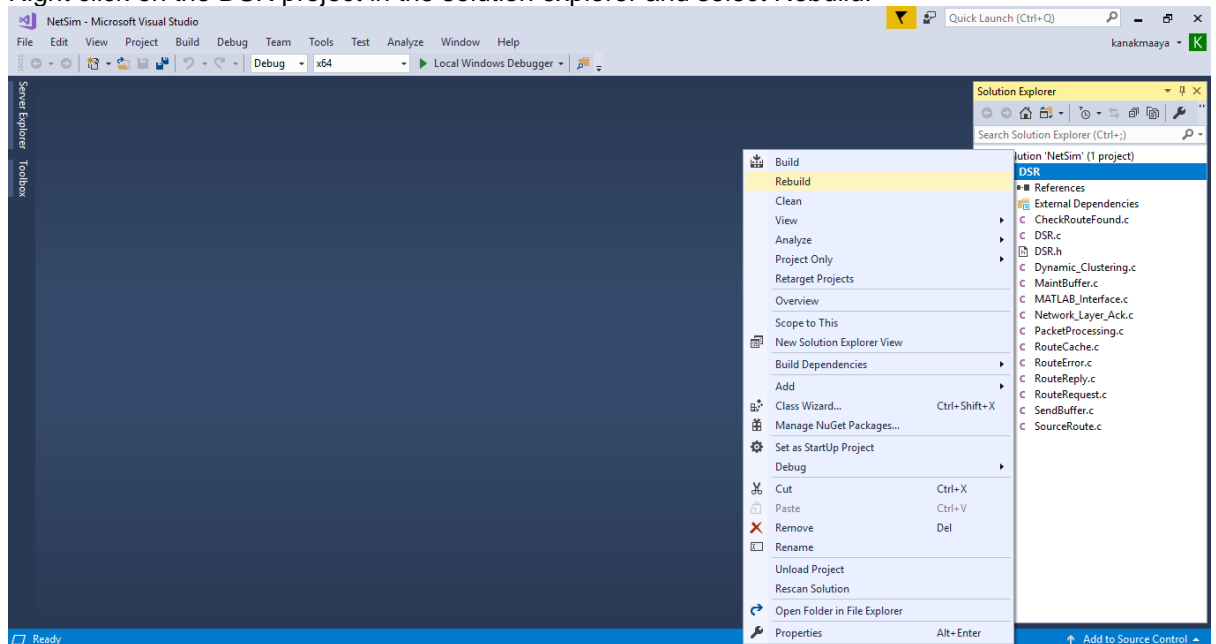 Right click on the DSR project in the solution explorer and select Rebuild.
NetSim - Microsoft Visual Studio
Quick Launch (Ctrl+Q)
File Edit View Project Build Debug Team Tools Test Analyze Window Help
kanakmaaya K
Debug x64 Local Windows Debugger
Server Explorer
Toolbox
Solution Explorer
Search Solution Explorer (Ctrl+;)
lution 'NetSim' (1 project)
DSR
References
External Dependencies
CheckRouteFound.c
DSR.c
DSR.h
Dynamic_Clustering.c
MaintBuffer.c
MATLAB_Interface.c
Network_Layer_Ack.c
PacketProcessing.c
RouteCache.c
RouteError.c
RouteReply.c
RouteRequest.c
SendBuffer.c
SourceRoute.c
Build
Rebuild
Clean
View
Analyze
Project Only
Retarget Projects
Overview
Scope to This
New Solution Explorer View
Build Dependencies
Add
Class Wizard... Ctrl+Shift+X
Manage NuGet Packages...
Set as StartUp Project
Debug
Cut Ctrl+X
Paste Ctrl+V
Remove Del
Rename
Unload Project
Rescan Solution
Open Folder in File Explorer
Properties Alt+Enter
Ready
Add to Source Control